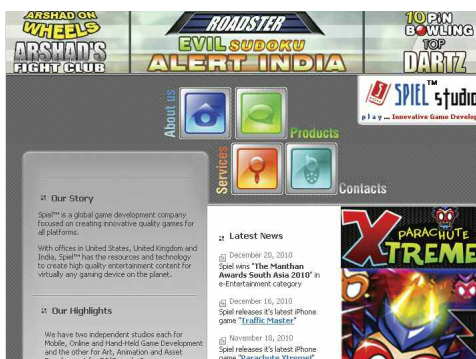 ARSHAD ON
WHEELS
ARSHAD'S
FIGHT CLUB
ROADSTER
EVIL SUDOKU
ALERT INDIA
10 PIN
BOWLING
TOP
DARTZ
About us
Products
Services
Contacts
SPIEL™ studio
play... Innovative Game Develop
Our Story
Spiel™ is a global game development company
focused on creating innovative quality games for
all platforms.
With offices in United States, United Kingdom and
India, Spiel™ has the resources and technology
to create high quality entertainment content for
virtually any gaming device on the planet.
Our Highlights
We have two independent studios each for
Mobile, Online and Hand-Held Game Development
and the other for Art, Animation and Asset
Latest News
December 20, 2010
Spiel wins "The Manthan
Awards South Asia 2010" in
e-Entertainment category
December 16, 2010
Spiel releases it's latest iPhone
game "Traffic Master"
November 18, 2010
Spiel releases it's latest iPhone
game "Parachute Xtreme!"
PARACHUTE
XTREME